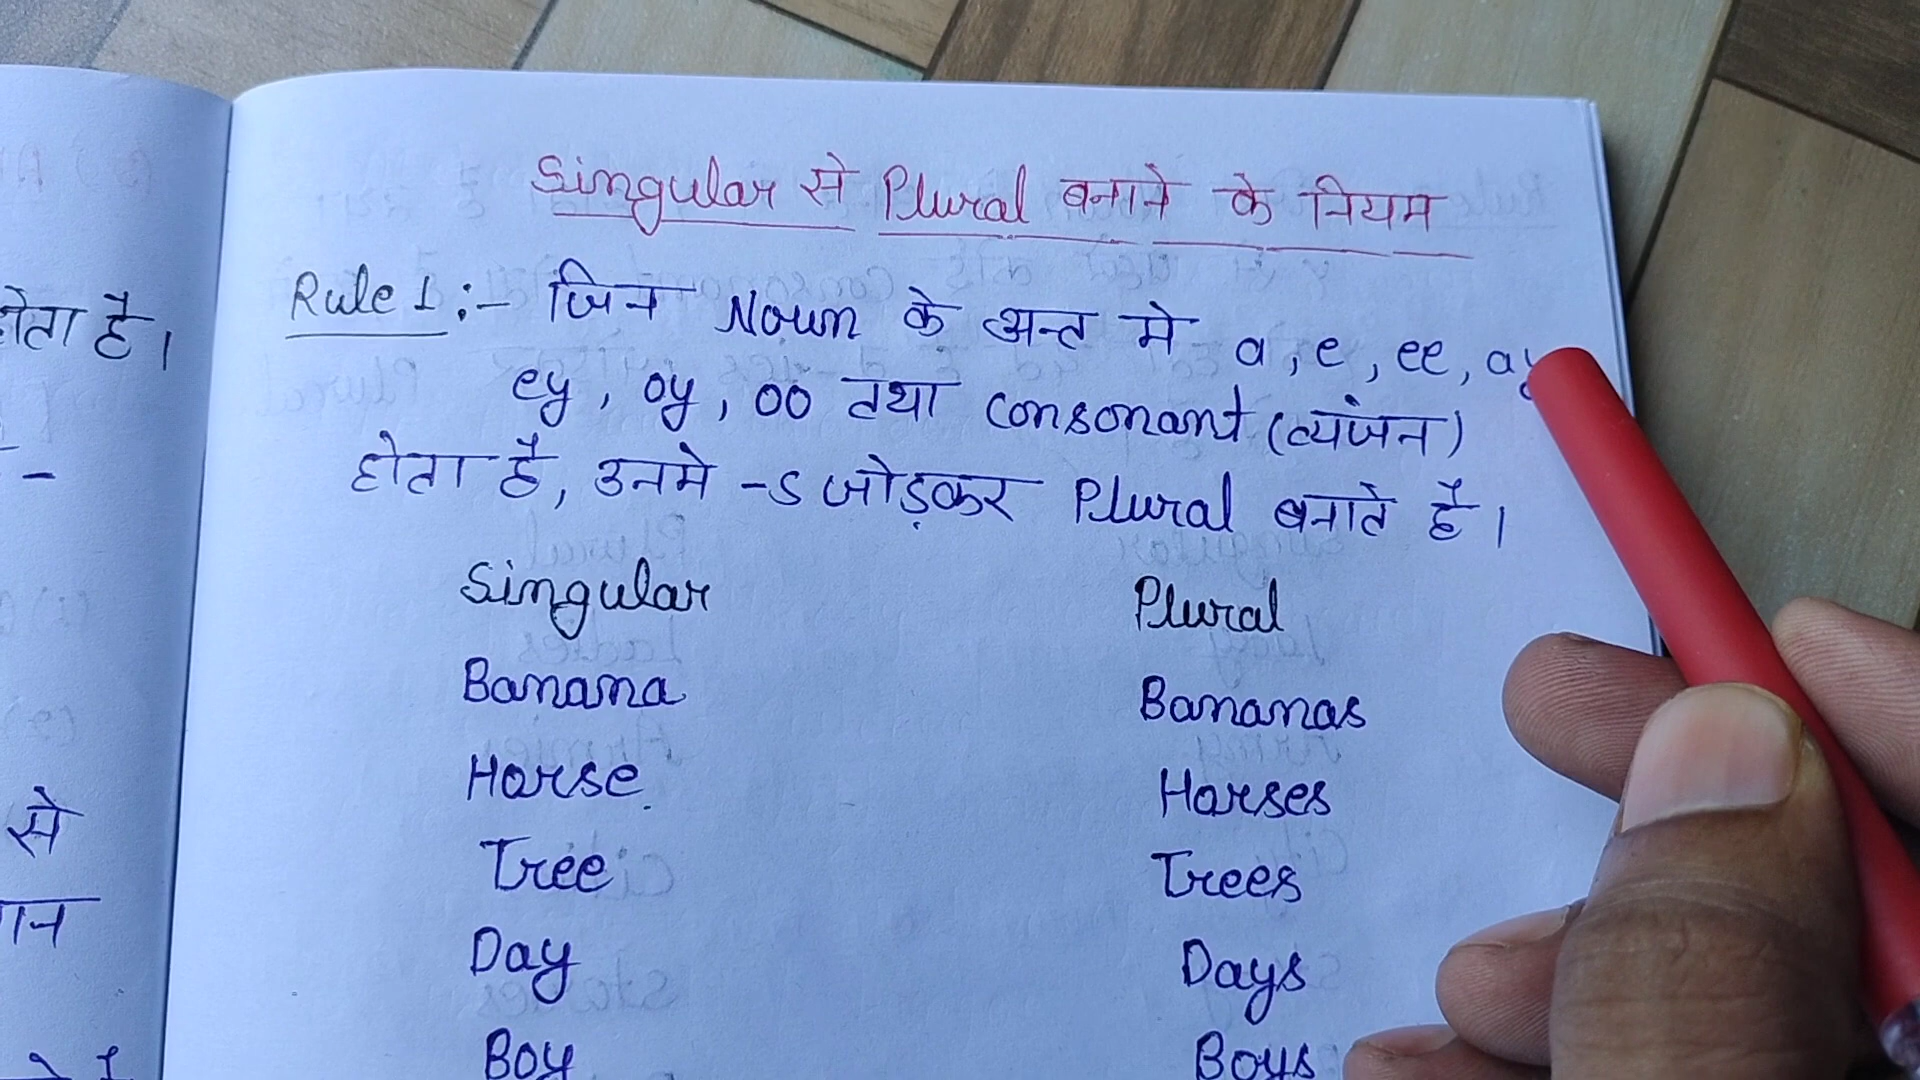 Singular से Plural बनाने के नियम
Rule 1:- जिन Noun के अन्त मे a, e, ee, ay
ey, oy, oo तथा consonant (व्यंजन)
होता है, उनमे -s जोड़कर Plural बनाते है।
Singular Plural
Banana Bananas
Horse Horses
Tree Trees
Day Days
Boy Boys
होता है।
से